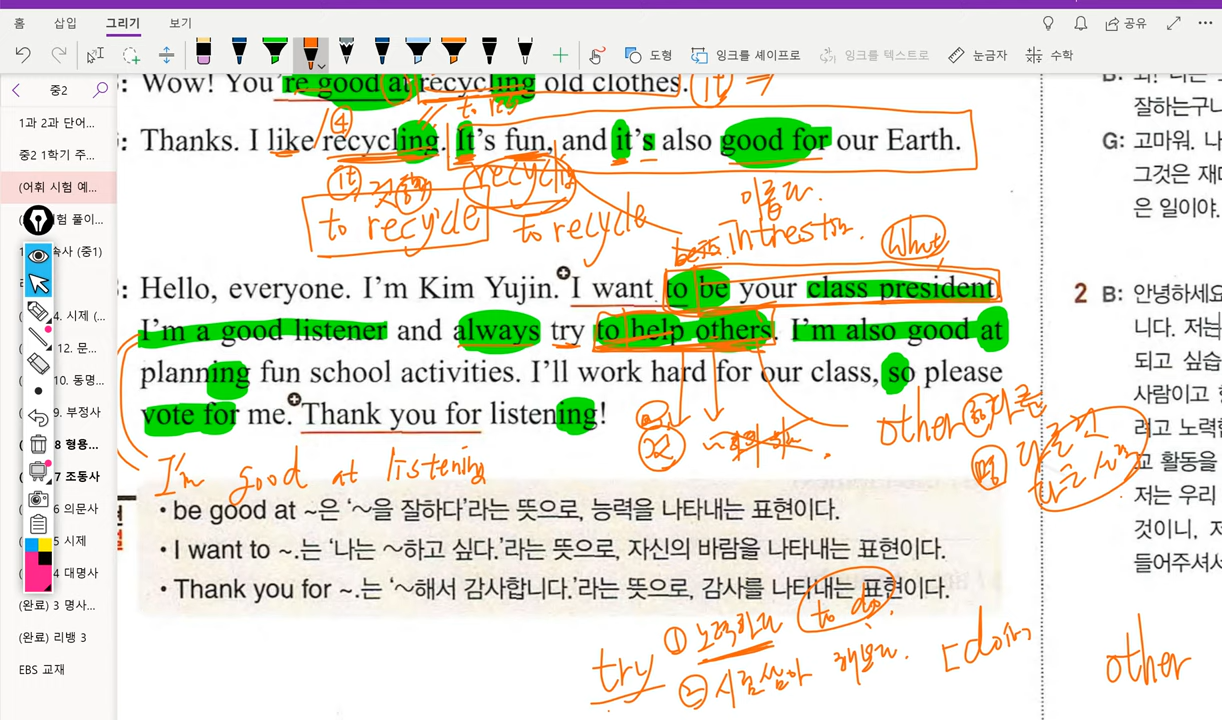 홈 삽입 그리기 보기
공유
도형 잉크를 셰이프로 잉크를 텍스트로 눈금자 수학
중2
1과 2과 단어...
중2 1학기 주...
(어휘 시험 예...
4. 시제 (
12. 문...
10. 동명...
9. 부정사
8 형용...
7 조동사
6 의문사
5 시제
4 대명사
(완료) 3 명사...
(완료) 리뱅 3
EBS 교재
: Wow! You're good at recycling old clothes. it ⇒
④
: Thanks. I like recycling. It's fun, and it's also good for our Earth.
it
to recycle to recycle
What
: Hello, everyone. I'm Kim Yujin. I want to be your class president.
I'm a good listener and always try to help others. I'm also good at
planning fun school activities. I'll work hard for our class, so please
vote for me. Thank you for listening!
other
I'm good at listening
• be good at ~은 '~을 잘하다'라는 뜻으로, 능력을 나타내는 표현이다.
• I want to ~.는 '나는 ~하고 싶다.'라는 뜻으로, 자신의 바람을 나타내는 표현이다.
• Thank you for ~.는 '~해서 감사합니다.'라는 뜻으로, 감사를 나타내는 표현이다.
try ① 노력하다 to do
② 시험삼아 해보다.
other
잘하는구나
G: 고마워. 나
그것은 재미
은 일이야.
2 B: 안녕하세요
니다. 저는
되고 싶습
사람이고 항
려고 노력한
교 활동을
저는 우리
것이니, 저
들어주셔서